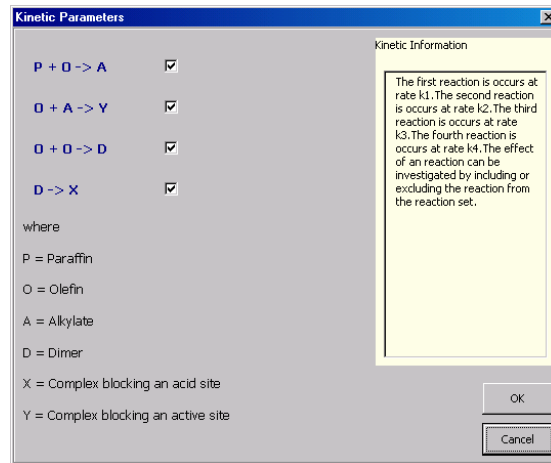 Kinetic Parameters
P + O -> A
O + A -> Y
O + O -> D
D -> X
where
P = Paraffin
O = Olefin
A = Alkylate
D = Dimer
X = Complex blocking an acid site
Y = Complex blocking an active site
Kinetic Information
The first reaction is occurs at
rate k1.The second reaction
is occurs at rate k2.The third
reaction is occurs at rate
k3.The fourth reaction is
occurs at rate k4.The effect
of an reaction can be
investigated by including or
excluding the reaction from
the reaction set.
OK
Cancel